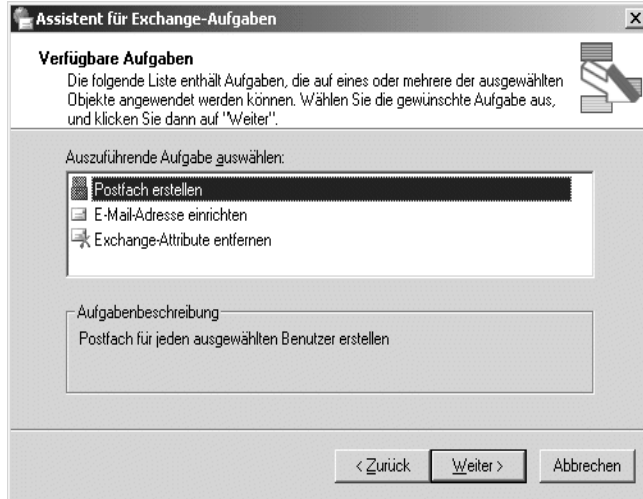 Assistent für Exchange-Aufgaben
Verfügbare Aufgaben
Die folgende Liste enthält Aufgaben, die auf eines oder mehrere der ausgewählten
Objekte angewendet werden können. Wählen Sie die gewünschte Aufgabe aus,
und klicken Sie dann auf "Weiter".
Auszuführende Aufgabe auswählen:
Postfach erstellen
E-Mail-Adresse einrichten
Exchange-Attribute entfernen
Aufgabenbeschreibung
Postfach für jeden ausgewählten Benutzer erstellen
< Zurück Weiter > Abbrechen